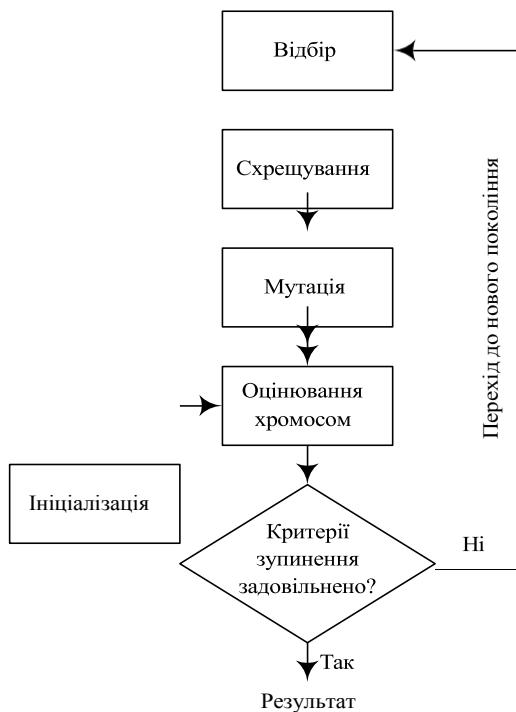 Відбір
Схрещування
Мутація
Оцінювання
хромосом
Ініціалізація
Критерії
зупинення
задовільнено?
Ні
Так
Результат
Перехід до нового покоління